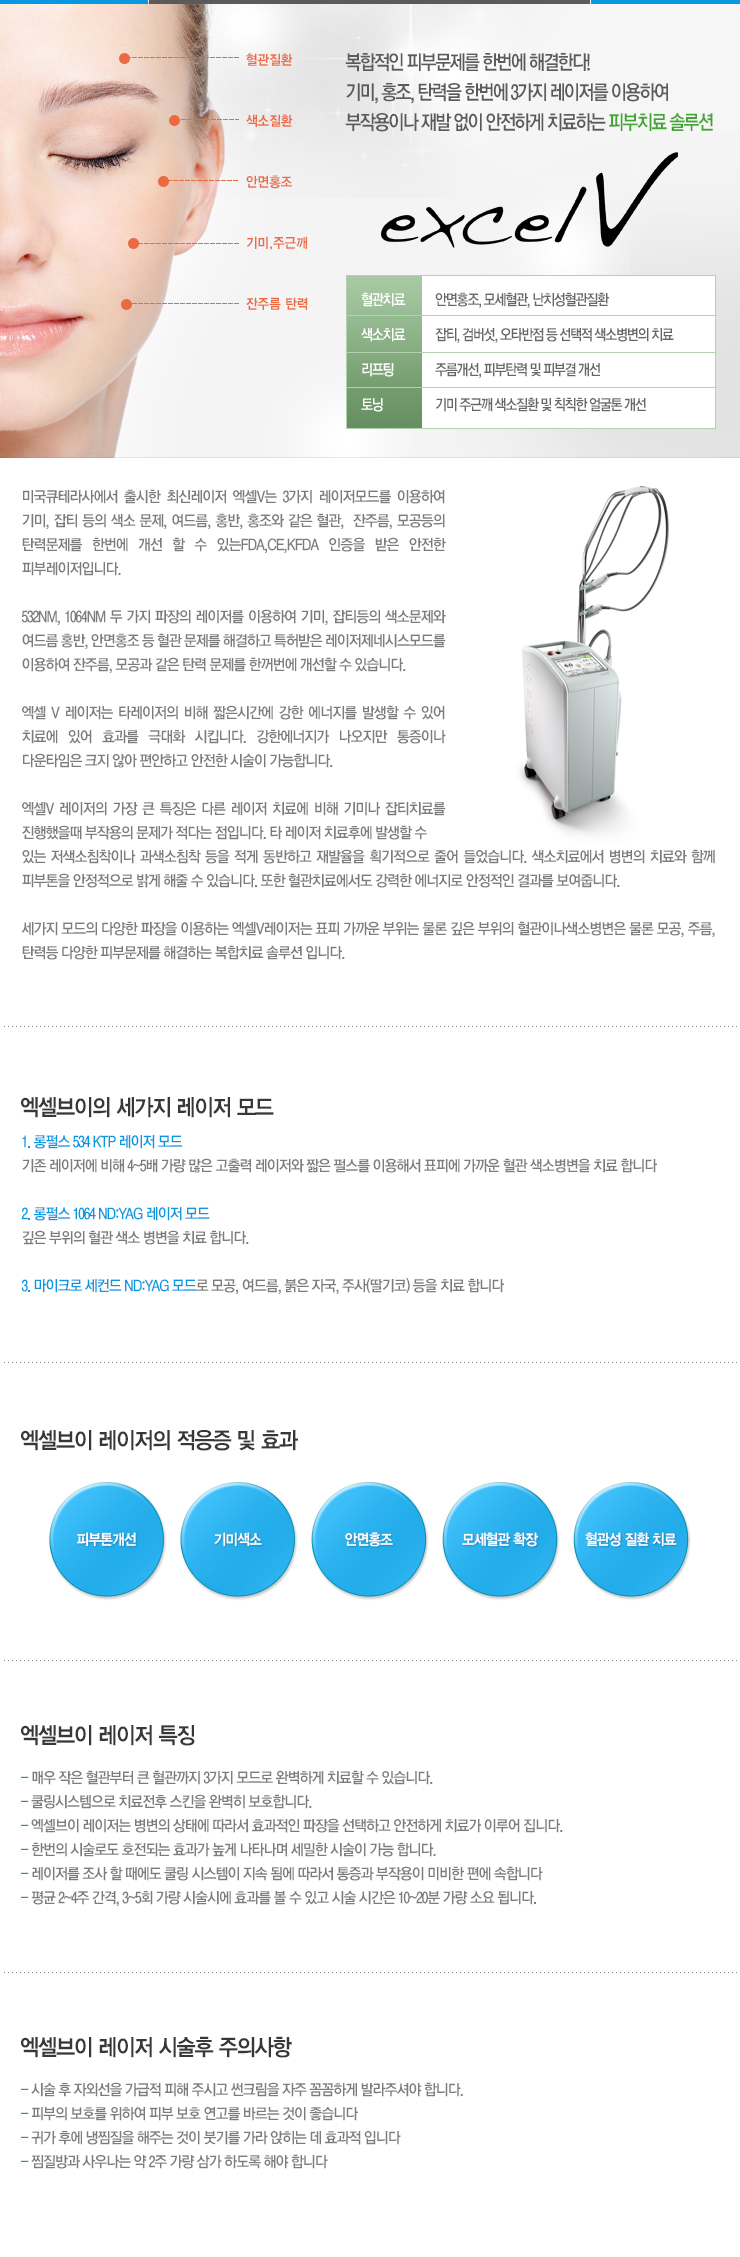 혈관질환
색소질환
안면홍조
기미,주근깨
잔주름 탄력
복합적인 피부문제를 한번에 해결한다!
기미, 홍조, 탄력을 한번에 3가지 레이저를 이용하여
부작용이나 재발 없이 안전하게 치료하는 피부치료 솔루션
excelV
혈관치료 안면홍조, 모세혈관, 난치성혈관질환
색소치료 잡티, 검버섯, 오타반점 등 선택적 색소병변의 치료
리프팅 주름개선, 피부탄력 및 피부결 개선
토닝 기미 주근깨 색소질환 및 칙칙한 얼굴톤 개선
미국큐테라사에서 출시한 최신레이저 엑셀V는 3가지 레이저모드를 이용하여
기미, 잡티 등의 색소 문제, 여드름, 홍반, 홍조와 같은 혈관, 잔주름, 모공등의
탄력문제를 한번에 개선 할 수 있는FDA,CE,KFDA 인증을 받은 안전한
피부레이저입니다.
532NM, 1064NM 두 가지 파장의 레이저를 이용하여 기미, 잡티등의 색소문제와
여드름 홍반, 안면홍조 등 혈관 문제를 해결하고 특허받은 레이저제네시스모드를
이용하여 잔주름, 모공과 같은 탄력 문제를 한꺼번에 개선할 수 있습니다.
엑셀 V 레이저는 타레이저의 비해 짧은시간에 강한 에너지를 발생할 수 있어
치료에 있어 효과를 극대화 시킵니다. 강한에너지가 나오지만 통증이나
다운타임은 크지 않아 편안하고 안전한 시술이 가능합니다.
엑셀V 레이저의 가장 큰 특징은 다른 레이저 치료에 비해 기미나 잡티치료를
진행했을때 부작용의 문제가 적다는 점입니다. 타 레이저 치료후에 발생할 수
있는 저색소침착이나 과색소침착 등을 적게 동반하고 재발율을 획기적으로 줄어 들었습니다. 색소치료에서 병변의 치료와 함께
피부톤을 안정적으로 밝게 해줄 수 있습니다. 또한 혈관치료에서도 강력한 에너지로 안정적인 결과를 보여줍니다.
세가지 모드의 다양한 파장을 이용하는 엑셀V레이저는 표피 가까운 부위는 물론 깊은 부위의 혈관이나색소병변은 물론 모공, 주름,
탄력등 다양한 피부문제를 해결하는 복합치료 솔루션 입니다.
엑셀브이의 세가지 레이저 모드
1. 롱펄스 534 KTP 레이저 모드
기존 레이저에 비해 4~5배 가량 많은 고출력 레이저와 짧은 펄스를 이용해서 표피에 가까운 혈관 색소병변을 치료 합니다
2. 롱펄스 1064 ND:YAG 레이저 모드
깊은 부위의 혈관 색소 병변을 치료 합니다.
3. 마이크로 세컨드 ND:YAG 모드로 모공, 여드름, 붉은 자국, 주사(딸기코) 등을 치료 합니다
엑셀브이 레이저의 적응증 및 효과
피부톤개선
기미색소
안면홍조
모세혈관 확장
혈관성 질환 치료
엑셀브이 레이저 특징
- 매우 작은 혈관부터 큰 혈관까지 3가지 모드로 완벽하게 치료할 수 있습니다.
- 쿨링시스템으로 치료전후 스킨을 완벽히 보호합니다.
- 엑셀브이 레이저는 병변의 상태에 따라서 효과적인 파장을 선택하고 안전하게 치료가 이루어 집니다.
- 한번의 시술로도 호전되는 효과가 높게 나타나며 세밀한 시술이 가능 합니다.
- 레이저를 조사 할 때에도 쿨링 시스템이 지속 됨에 따라서 통증과 부작용이 미비한 편에 속합니다
- 평균 2~4주 간격, 3~5회 가량 시술시에 효과를 볼 수 있고 시술 시간은 10~20분 가량 소요 됩니다.
엑셀브이 레이저 시술후 주의사항
- 시술 후 자외선을 가급적 피해 주시고 썬크림을 자주 꼼꼼하게 발라주셔야 합니다.
- 피부의 보호를 위하여 피부 보호 연고를 바르는 것이 좋습니다
- 귀가 후에 냉찜질을 해주는 것이 붓기를 가라 앉히는 데 효과적 입니다
- 찜질방과 사우나는 약 2주 가량 삼가 하도록 해야 합니다